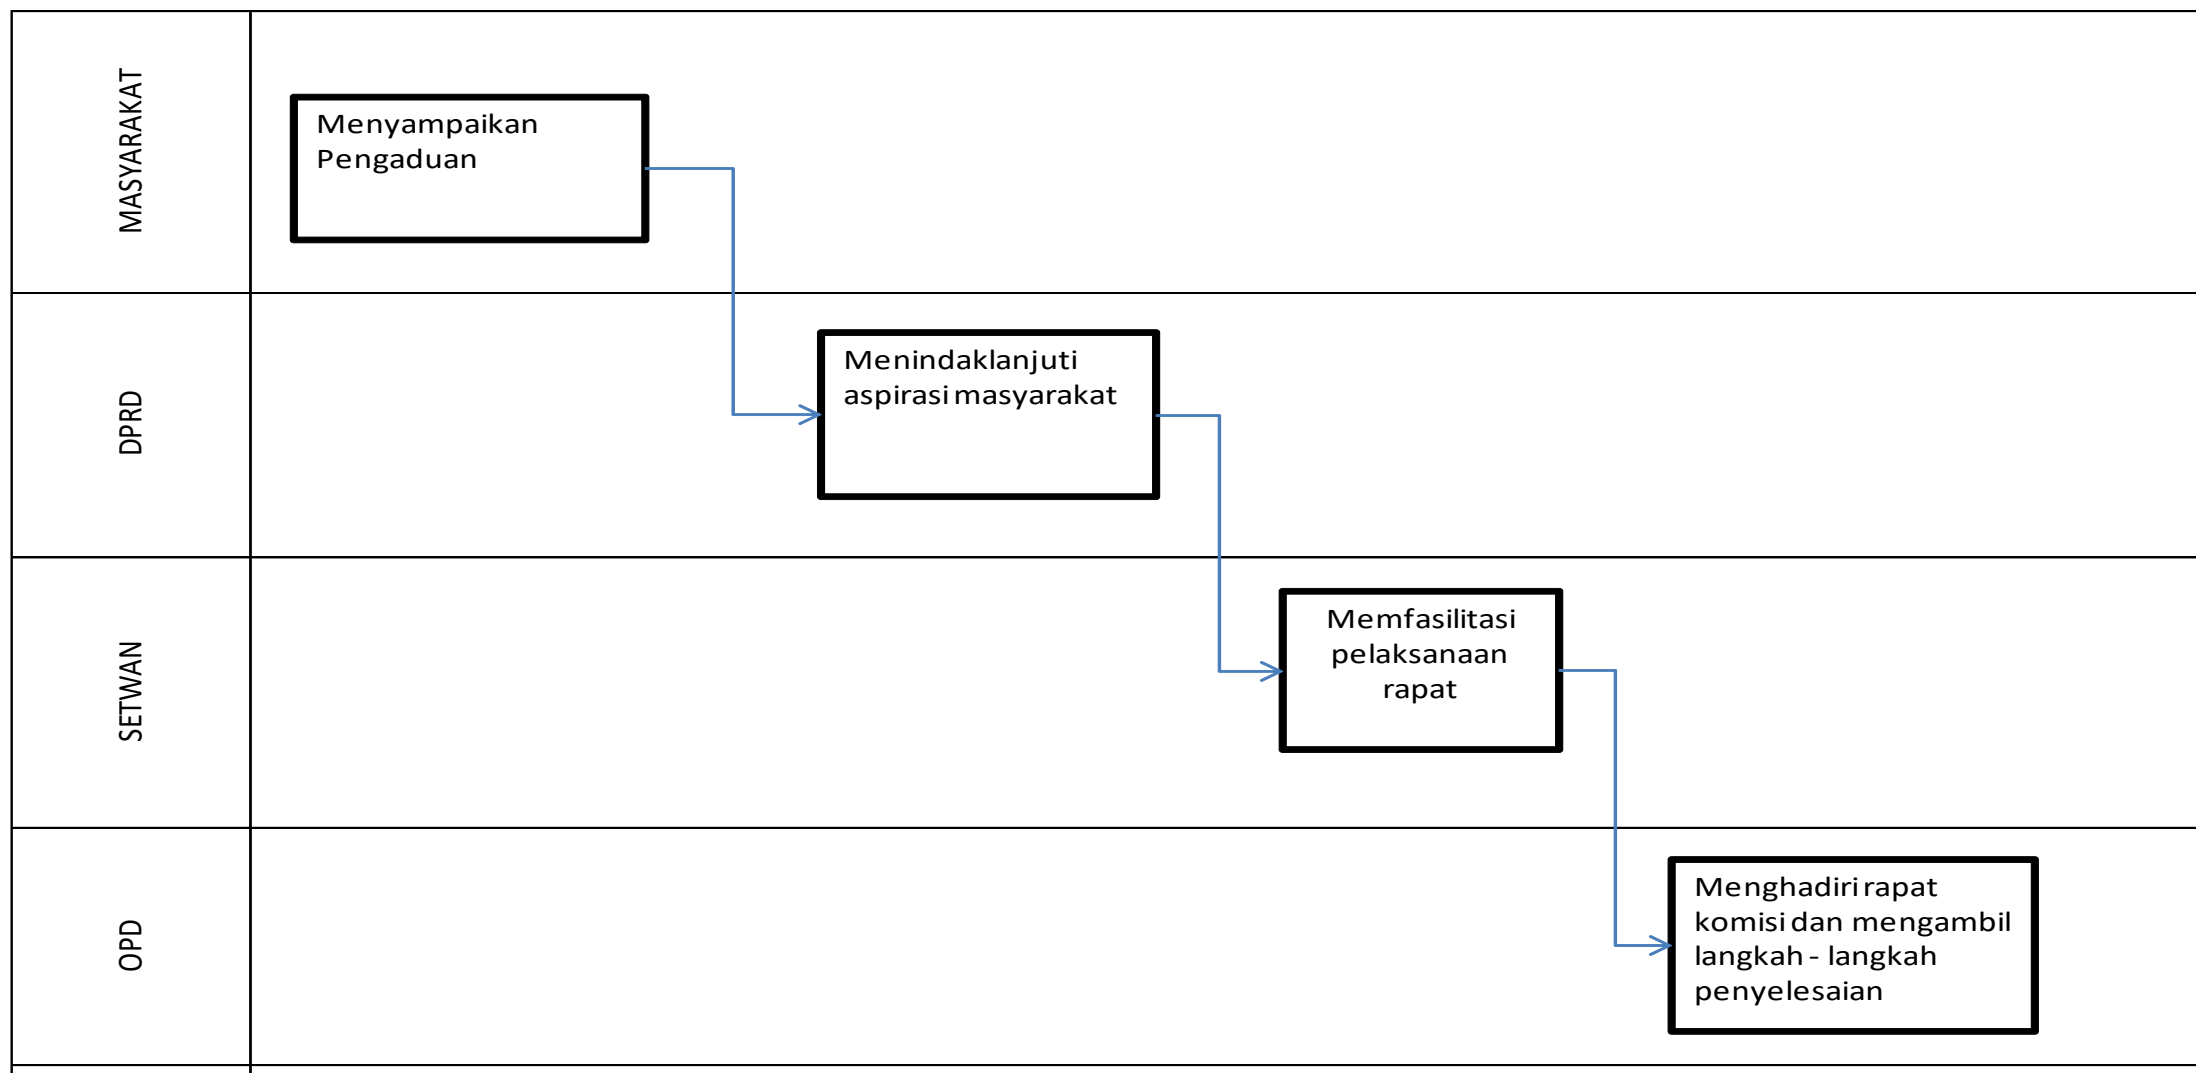 MASYARAKAT
Menyampaikan
Pengaduan
DPRD
Menindaklanjuti
aspirasi masyarakat
SETWAN
Memfasilitasi
pelaksanaan
rapat
OPD
Menghadiri rapat
komisi dan mengambil
langkah - langkah
penyelesaian